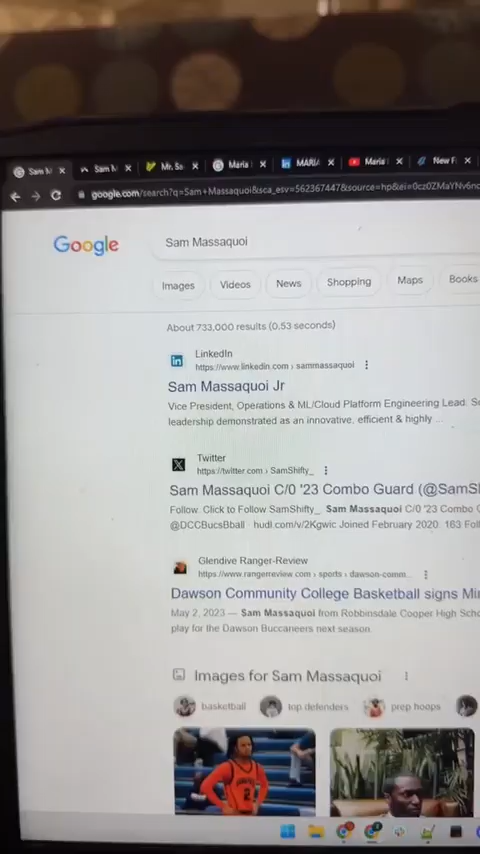 Sam M
Sam M
Mr. Sa
Maria
MARIA
Maria
New F
google.com/search?q=Sam+Massaquoi&sca_esv=562367447&source=hp&ei=0cz0ZMaYNv6nc
Google
Sam Massaquoi
Images
Videos
News
Shopping
Maps
Books
About 733,000 results (0.53 seconds)
LinkedIn
https://www.linkedin.com › sammassaquoi
Sam Massaquoi Jr
Vice President, Operations & ML/Cloud Platform Engineering Lead. S
leadership demonstrated as an innovative, efficient & highly ...
Twitter
https://twitter.com › SamShifty_
Sam Massaquoi C/0 '23 Combo Guard (@SamS
Follow. Click to Follow SamShifty_. Sam Massaquoi C/0 '23 Combo
@DCCBucsBball hudl.com/v/2Kgwic Joined February 2020. 163 Foll
Glendive Ranger-Review
https://www.rangerreview.com › sports › dawson-comm...
Dawson Community College Basketball signs Mi
May 2, 2023 — Sam Massaquoi from Robbinsdale Cooper High Sch
play for the Dawson Buccaneers next season.
Images for Sam Massaquoi
basketball
top defenders
prep hoops
2